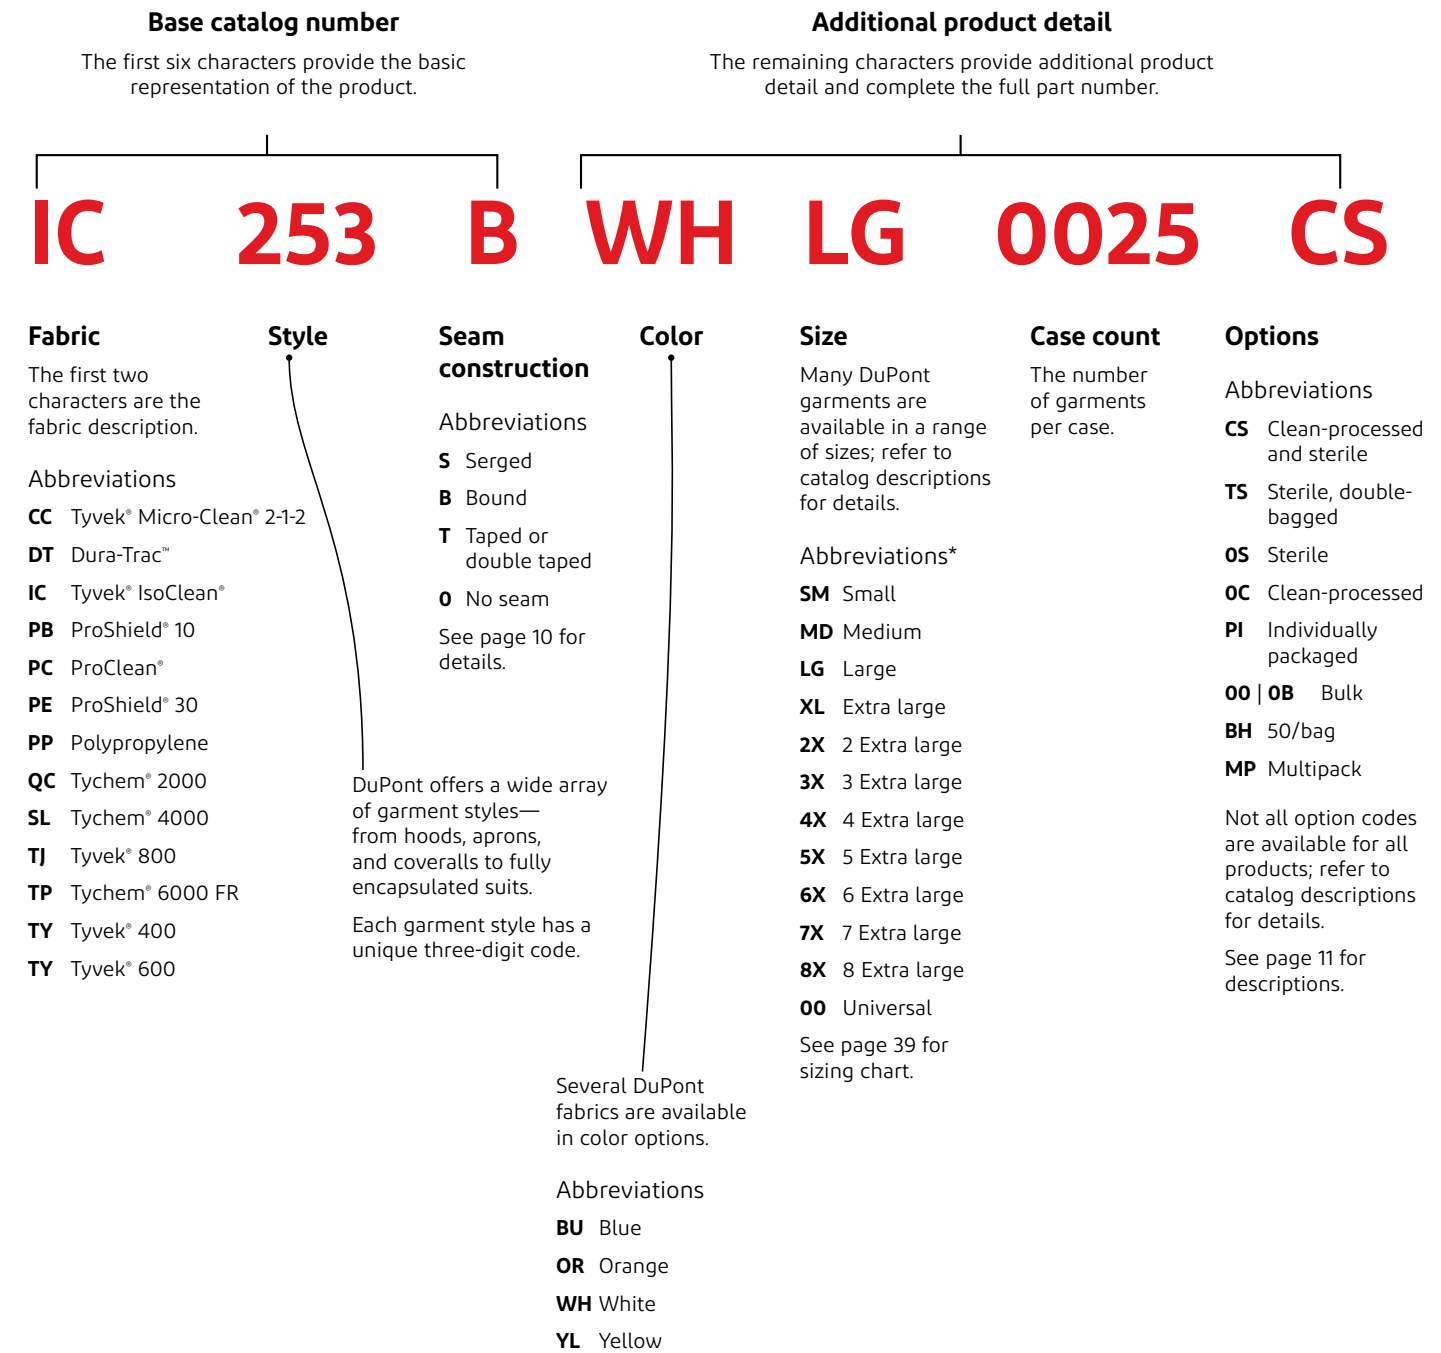 Base catalog number
The first six characters provide the basic
representation of the product.
Additional product detail
The remaining characters provide additional product
detail and complete the full part number.
IC 253 B WH LG 0025 CS
Fabric
The first two
characters are the
fabric description.
Abbreviations
CC Tyvek® Micro-Clean® 2-1-2
DT Dura-Trac™
IC Tyvek® IsoClean®
PB ProShield® 10
PC ProClean®
PE ProShield® 30
PP Polypropylene
QC Tychem® 2000
SL Tychem® 4000
TJ Tyvek® 800
TP Tychem® 6000 FR
TY Tyvek® 400
TY Tyvek® 600
Style
DuPont offers a wide array
of garment styles—
from hoods, aprons,
and coveralls to fully
encapsulated suits.
Each garment style has a
unique three-digit code.
Seam
construction
Abbreviations
S Serged
B Bound
T Taped or
double taped
0 No seam
See page 10 for
details.
Color
Several DuPont
fabrics are available
in color options.
Abbreviations
BU Blue
OR Orange
WH White
YL Yellow
Size
Many DuPont
garments are
available in a range
of sizes; refer to
catalog descriptions
for details.
Abbreviations*
SM Small
MD Medium
LG Large
XL Extra large
2X 2 Extra large
3X 3 Extra large
4X 4 Extra large
5X 5 Extra large
6X 6 Extra large
7X 7 Extra large
8X 8 Extra large
00 Universal
See page 39 for
sizing chart.
Case count
The number
of garments
per case.
Options
Abbreviations
CS Clean-processed
and sterile
TS Sterile, double-
bagged
0S Sterile
0C Clean-processed
PI Individually
packaged
00 | 0B Bulk
BH 50/bag
MP Multipack
Not all option codes
are available for all
products; refer to
catalog descriptions
for details.
See page 11 for
descriptions.